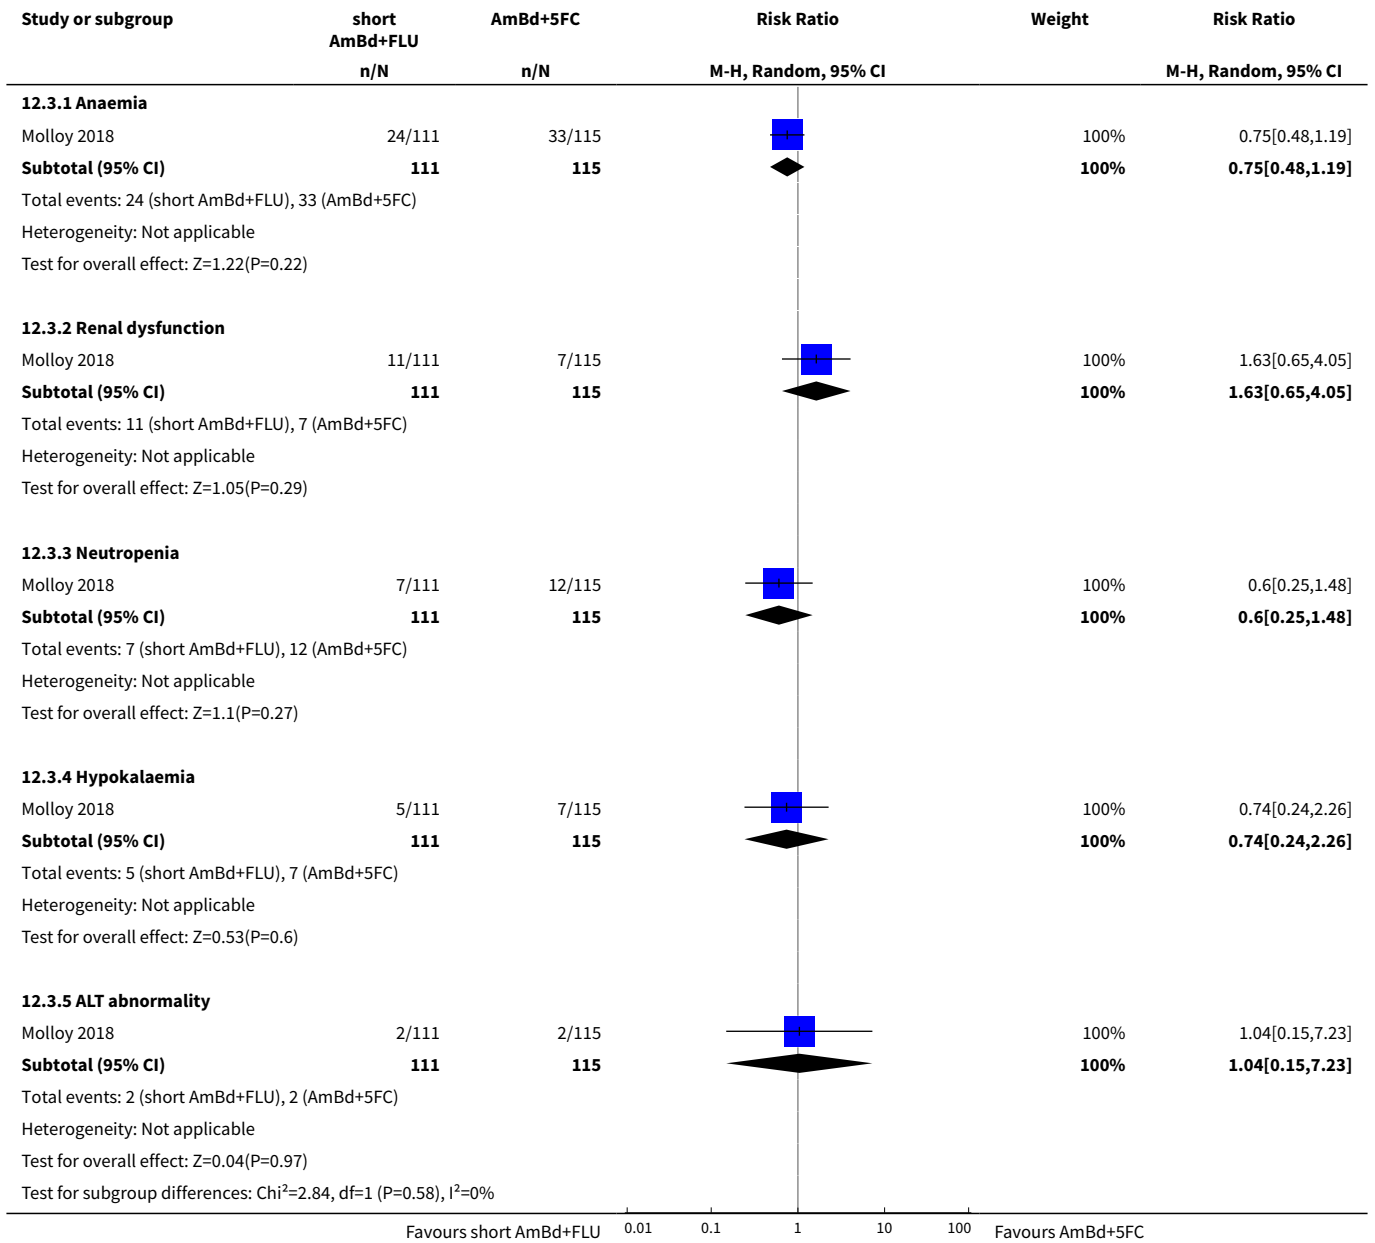 Study or subgroup short AmBd+FLU AmBd+5FC Risk Ratio Weight Risk Ratio
n/N n/N M-H, Random, 95% CI M-H, Random, 95% CI
12.3.1 Anaemia
Molloy 2018 24/111 33/115 100% 0.75[0.48,1.19]
Subtotal (95% CI) 111 115 100% 0.75[0.48,1.19]
Total events: 24 (short AmBd+FLU), 33 (AmBd+5FC)
Heterogeneity: Not applicable
Test for overall effect: Z=1.22(P=0.22)
12.3.2 Renal dysfunction
Molloy 2018 11/111 7/115 100% 1.63[0.65,4.05]
Subtotal (95% CI) 111 115 100% 1.63[0.65,4.05]
Total events: 11 (short AmBd+FLU), 7 (AmBd+5FC)
Heterogeneity: Not applicable
Test for overall effect: Z=1.05(P=0.29)
12.3.3 Neutropenia
Molloy 2018 7/111 12/115 100% 0.6[0.25,1.48]
Subtotal (95% CI) 111 115 100% 0.6[0.25,1.48]
Total events: 7 (short AmBd+FLU), 12 (AmBd+5FC)
Heterogeneity: Not applicable
Test for overall effect: Z=1.1(P=0.27)
12.3.4 Hypokalaemia
Molloy 2018 5/111 7/115 100% 0.74[0.24,2.26]
Subtotal (95% CI) 111 115 100% 0.74[0.24,2.26]
Total events: 5 (short AmBd+FLU), 7 (AmBd+5FC)
Heterogeneity: Not applicable
Test for overall effect: Z=0.53(P=0.6)
12.3.5 ALT abnormality
Molloy 2018 2/111 2/115 100% 1.04[0.15,7.23]
Subtotal (95% CI) 111 115 100% 1.04[0.15,7.23]
Total events: 2 (short AmBd+FLU), 2 (AmBd+5FC)
Heterogeneity: Not applicable
Test for overall effect: Z=0.04(P=0.97)
Test for subgroup differences: Chi²=2.84, df=1 (P=0.58), I²=0%
Favours short AmBd+FLU 0.01 0.1 1 10 100 Favours AmBd+5FC